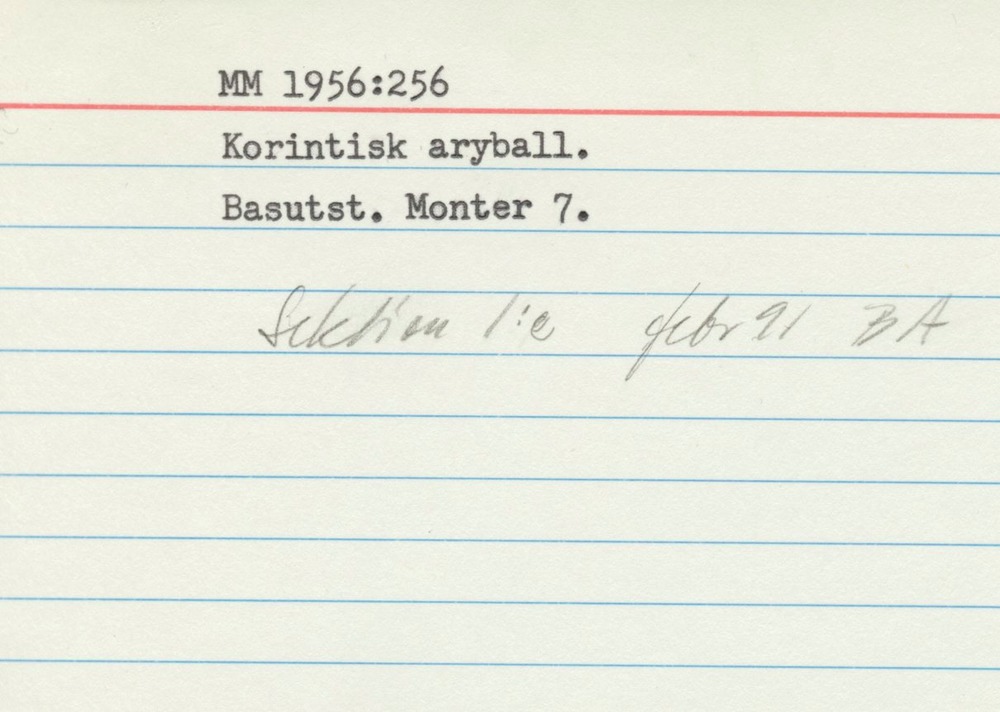 MM 1956:256
Korintisk aryball.
Basutst. Monter 7.
Sektion 1:e febr 91 BA